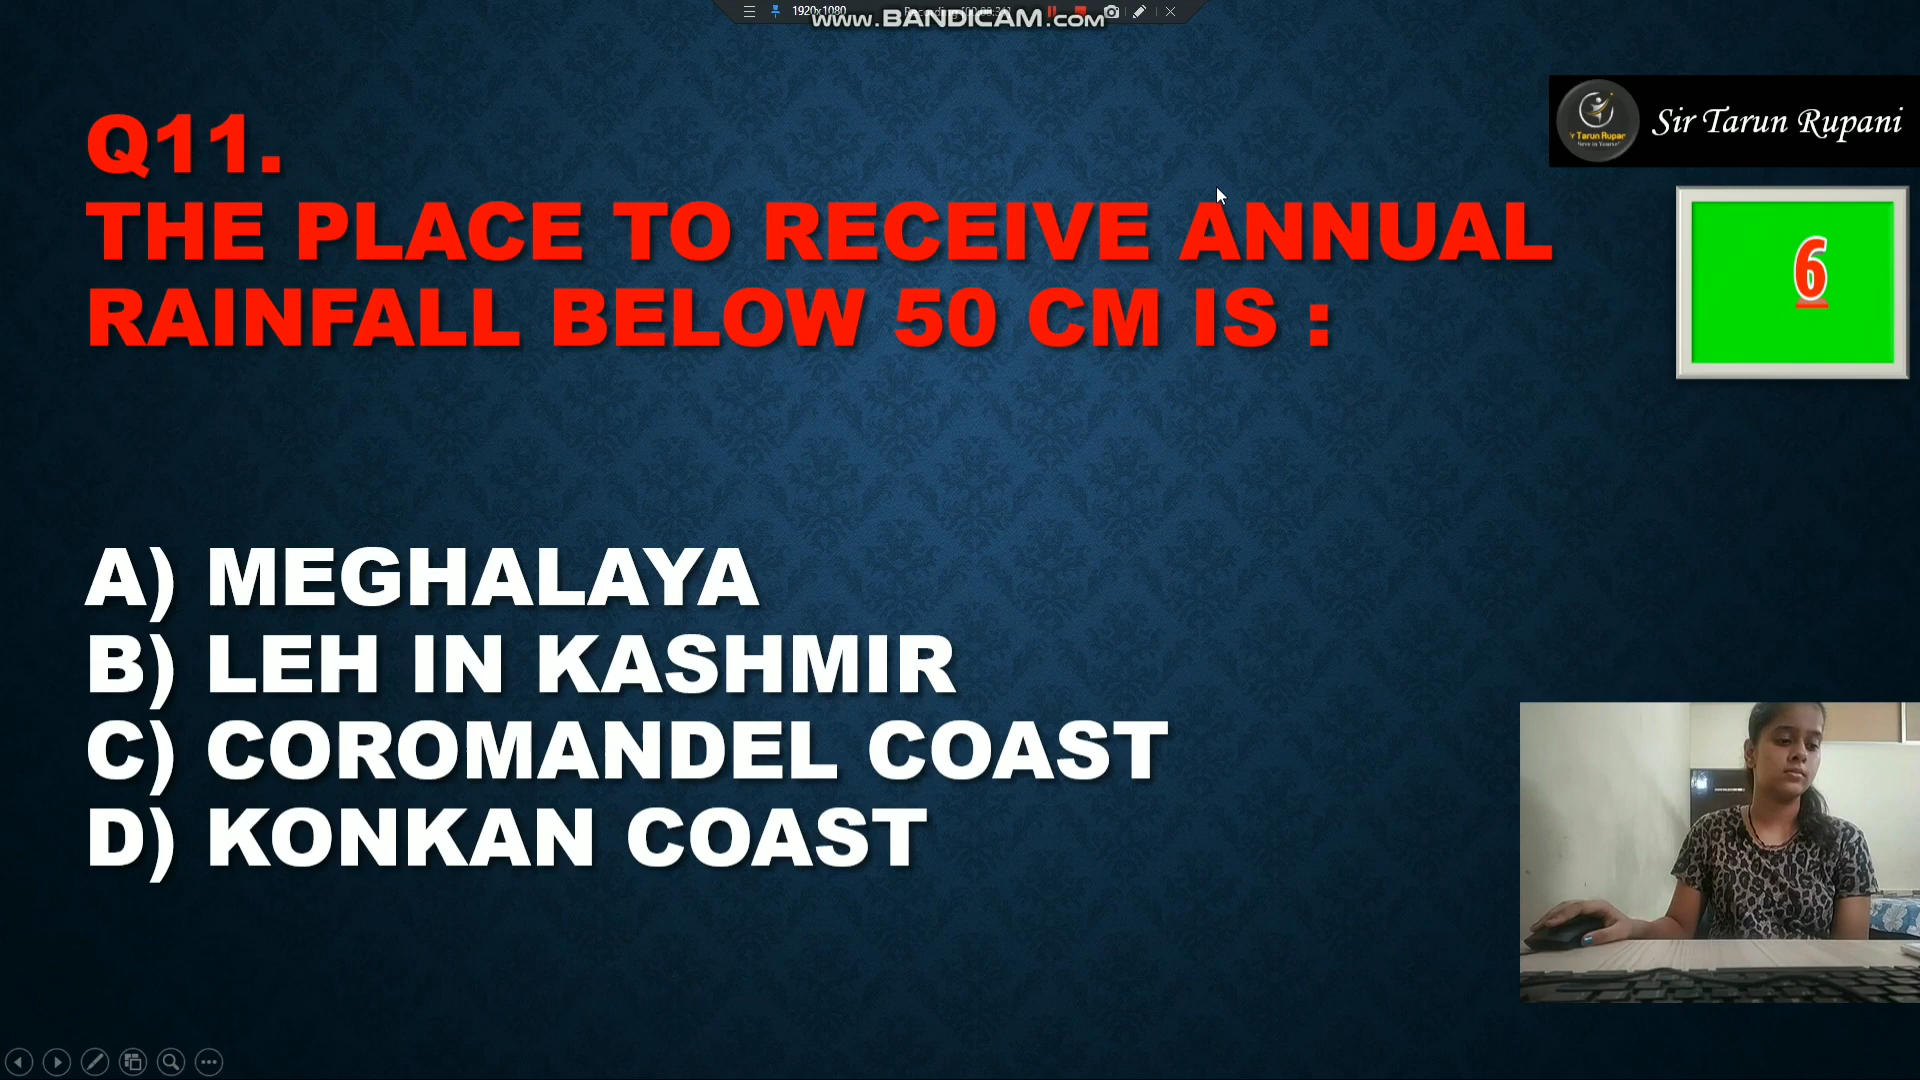 1920x1080
WWW.BANDICAM.COM
Sir Tarun Rupani
Q11.
THE PLACE TO RECEIVE ANNUAL
RAINFALL BELOW 50 CM IS :
6
A) MEGHALAYA
B) LEH IN KASHMIR
C) COROMANDEL COAST
D) KONKAN COAST